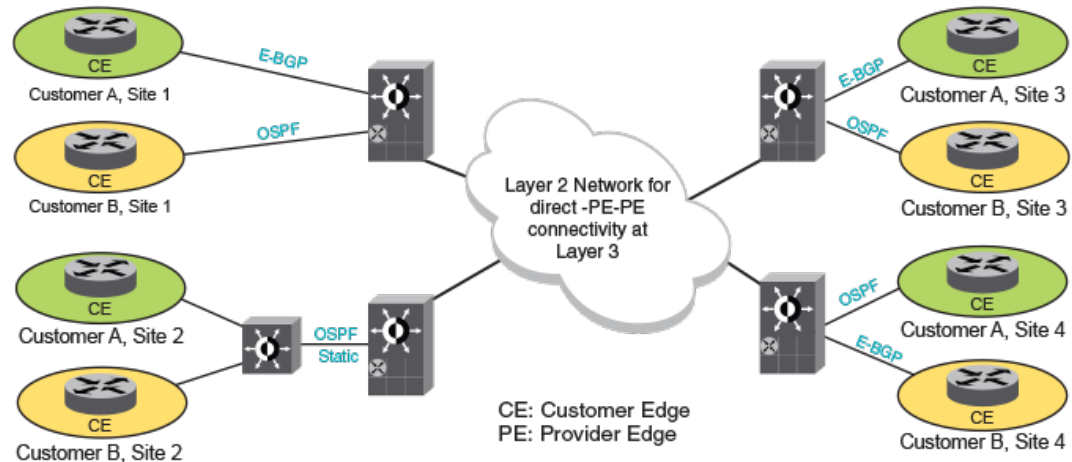 CE
Customer A, Site 1
E-BGP
CE
Customer B, Site 1
OSPF
CE
Customer A, Site 2
CE
Customer B, Site 2
OSPF
Static
Layer 2 Network for
direct -PE-PE
connectivity at
Layer 3
E-BGP
CE
Customer A, Site 3
OSPF
CE
Customer B, Site 3
OSPF
CE
Customer A, Site 4
E-BGP
CE
Customer B, Site 4
CE: Customer Edge
PE: Provider Edge